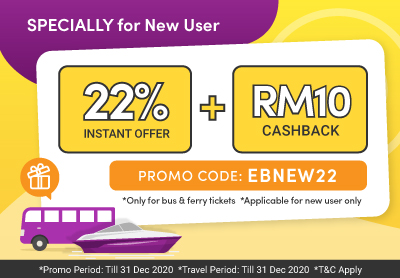 SPECIALLY for New User
22% + RM10
INSTANT OFFER CASHBACK
PROMO CODE: EBNEW22
*Only for bus & ferry tickets *Applicable for new user only
*Promo Period: Till 31 Dec 2020 *Travel Period: Till 31 Dec 2020 *T&C Apply